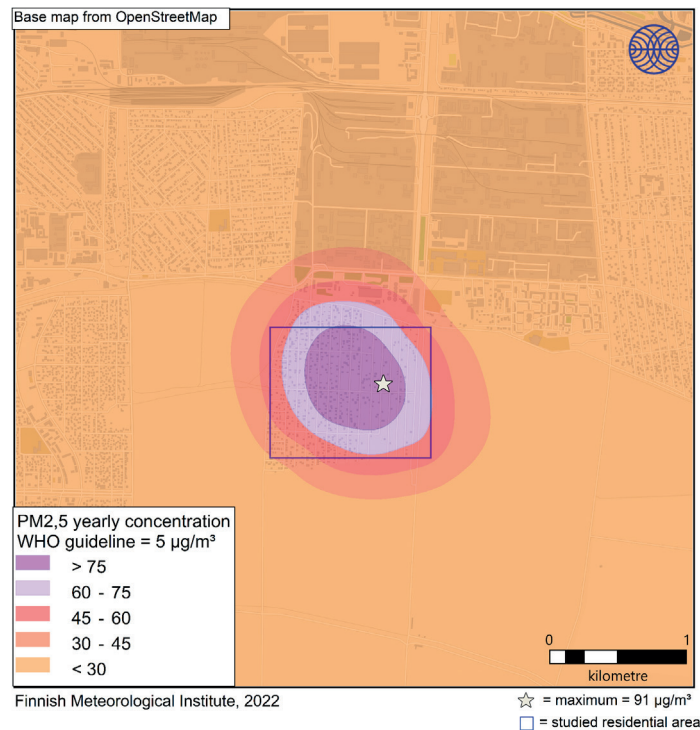 Base map from OpenStreetMap
PM2,5 yearly concentration
WHO guideline = 5 µg/m³
> 75
60 - 75
45 - 60
30 - 45
< 30
0 1
kilometre
Finnish Meteorological Institute, 2022
= maximum = 91 µg/m³
= studied residential area